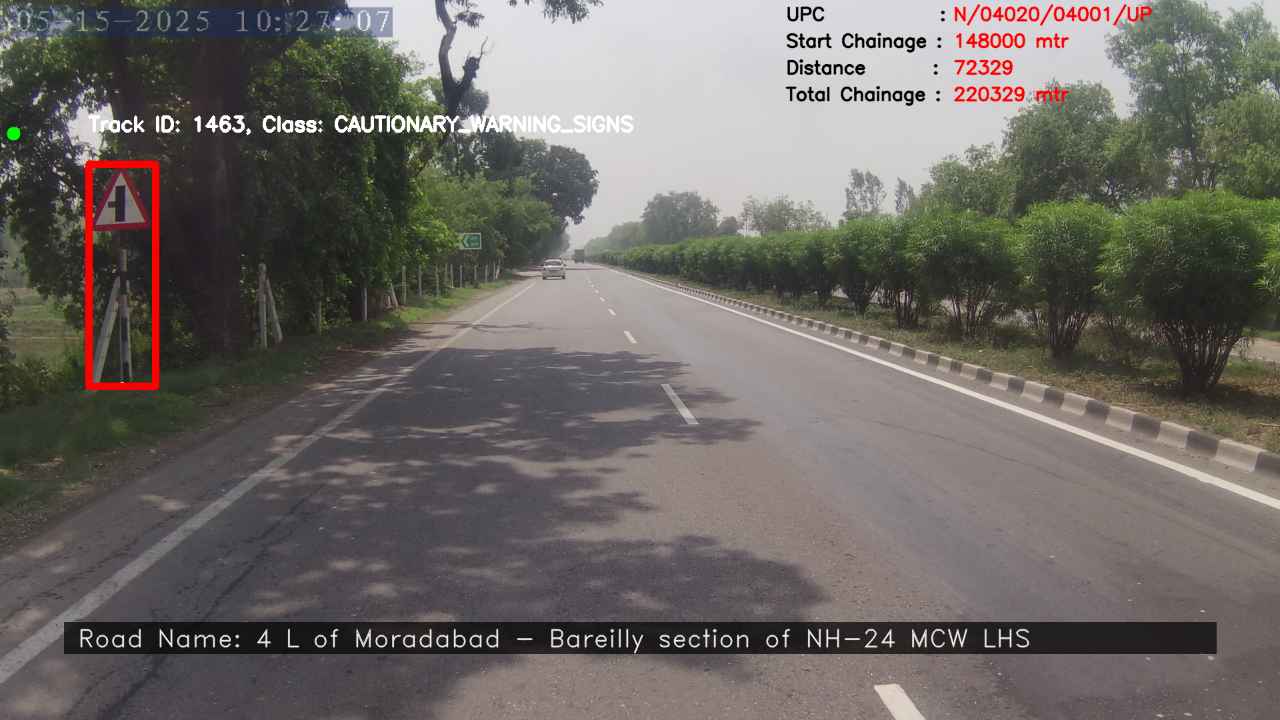 05-15-2025 10:27:07
UPC : N/04020/04001/UP
Start Chainage : 148000 mtr
Distance : 72329
Total Chainage : 220329 mtr
Track ID: 1463, Class: CAUTIONARY_WARNING_SIGNS
Road Name: 4 L of Moradabad - Bareilly section of NH-24 MCW LHS